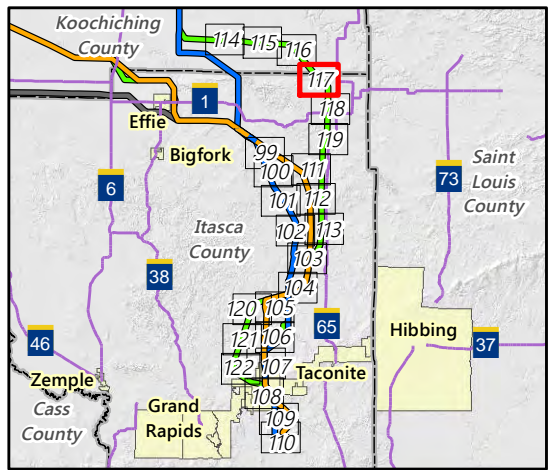 Koochiching
County
114
115
116
117
118
119
1
Effie
Bigfork
99
100
101
102
103
104
111
112
113
6
Itasca
County
Saint
Louis
County
73
38
120
121
122
105
106
107
108
109
110
65
Hibbing
37
46
Zemple
Cass
County
Grand
Rapids
Taconite